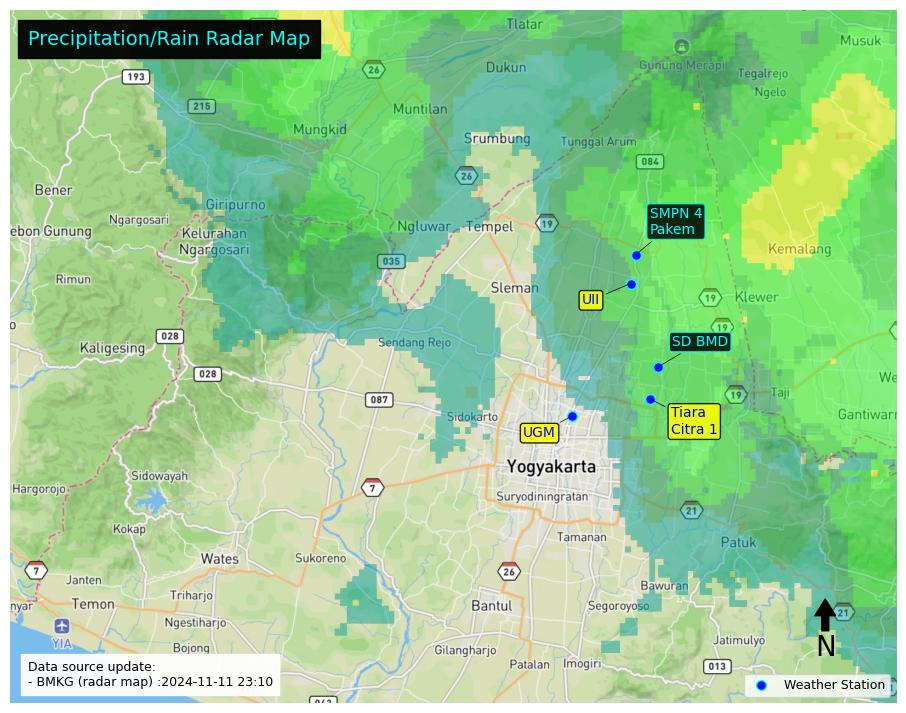 Precipitation/Rain Radar Map
Tlatar
Musuk
26
Gunung Merapi
193
Dukun
Tegalrejo
Ngelo
215
Muntilan
Mungkid
Srumbung
Tunggal Arum
084
26
Bener
Giripurno
Ngargosari
SMPN 4
Pakem
ebon Gunung
Kelurahan
Ngargosari
Ngluwar
Tempel
19
Kemalang
035
Rimun
Sleman
UII
19
Klewer
028
19
Kaligesing
Sendang Rejo
SD BMD
028
We
087
19
Taji
Sidokarto
Tiara
Citra 1
Gantiwarn
UGM
Yogyakarta
Sidowayah
Hargorojo
7
Suryodiningratan
21
Kokap
Tamanan
Patuk
Wates
Sukoreno
7
Janten
26
Bawuran
Triharjo
nyar
Temon
Bantul
Segoroyoso
21
Ngestiharjo
YIA
Jatimulyo
N
Bojong
Gilangharjo
Patalan
Imogiri
013
Data source update:
- BMKG (radar map) :2024-11-11 23:10
Weather Station